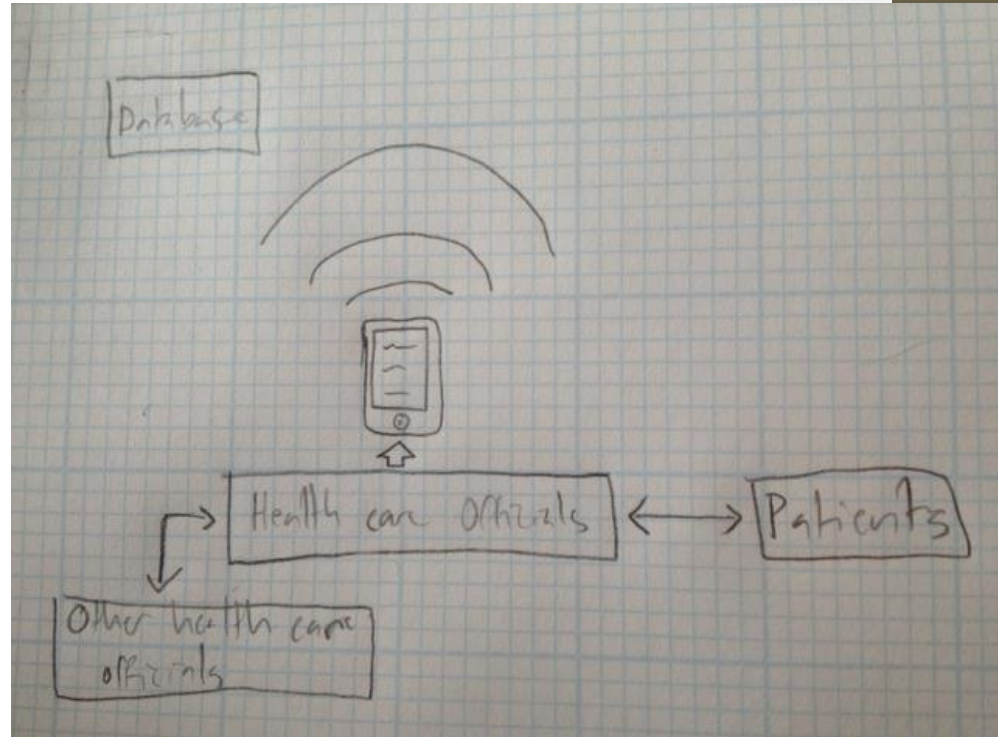 Database
Health care Officials
Patients
Other health care
officials